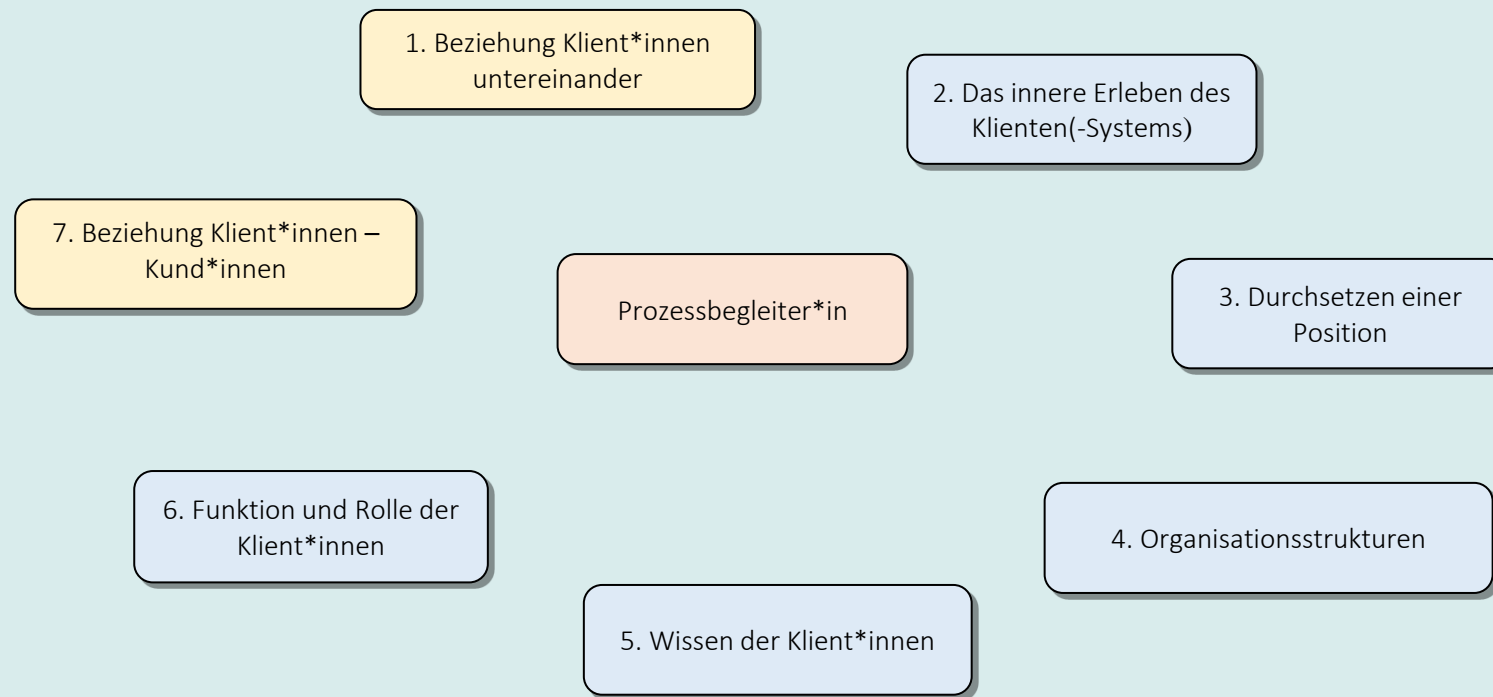 1. Beziehung Klient*innen
untereinander
2. Das innere Erleben des
Klienten(-Systems)
7. Beziehung Klient*innen –
Kund*innen
Prozessbegleiter*in
3. Durchsetzen einer
Position
6. Funktion und Rolle der
Klient*innen
4. Organisationsstrukturen
5. Wissen der Klient*innen